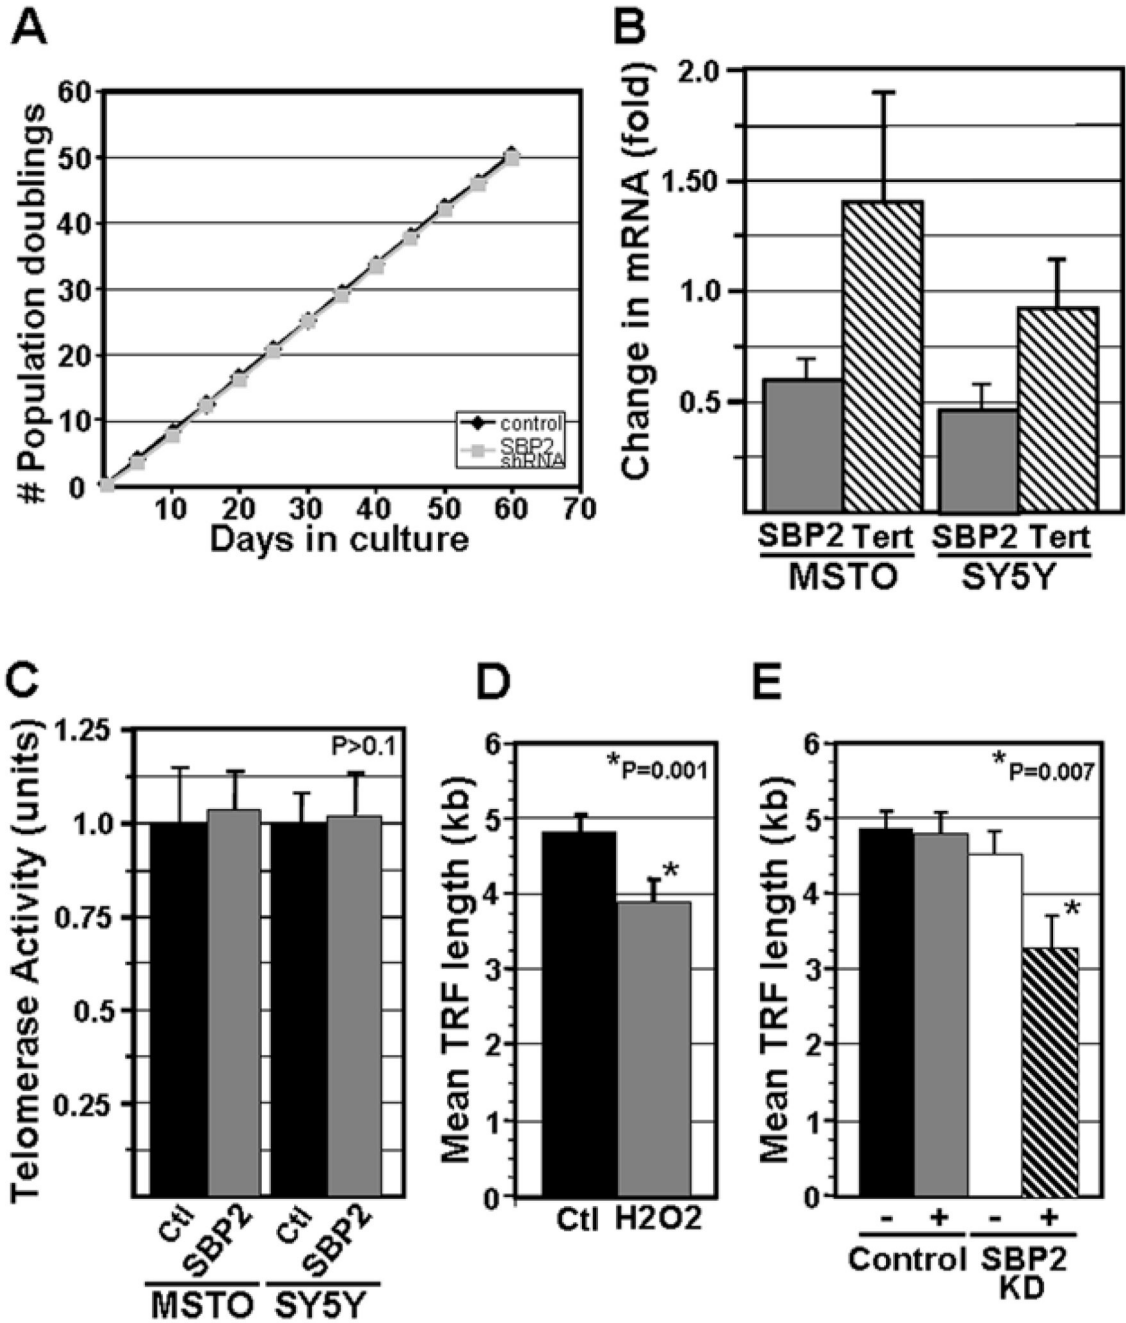 A
# Population doublings
60
50
40
30
20
10
0
10 20 30 40 50 60 70
Days in culture
control
SBP2
shRNA
B
Change in mRNA (fold)
2.0
1.50
1.0
0.5
SBP2 Tert SBP2 Tert
MSTO SY5Y
C
Telomerase Activity (units)
1.25
1.0
0.75
0.5
0.25
P>0.1
Ctl SBP2 Ctl SBP2
MSTO SY5Y
D
Mean TRF length (kb)
6
5
4
3
2
1
0
*P=0.001
*
Ctl H2O2
E
Mean TRF length (kb)
6
5
4
3
2
1
0
*P=0.007
*
- + - +
Control SBP2
KD